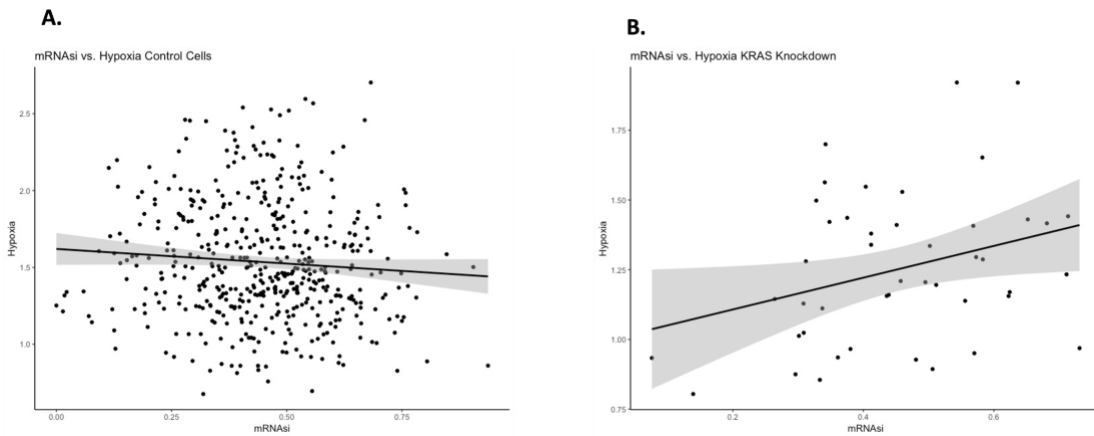 A.
mRNAsi vs. Hypoxia Control Cells
2.5
2.0
1.5
1.0
Hypoxia
0.00 0.25 0.50 0.75
mRNAsi
B.
mRNAsi vs. Hypoxia KRAS Knockdown
1.75
1.50
1.25
1.00
0.75
Hypoxia
0.2 0.4 0.6
mRNAsi